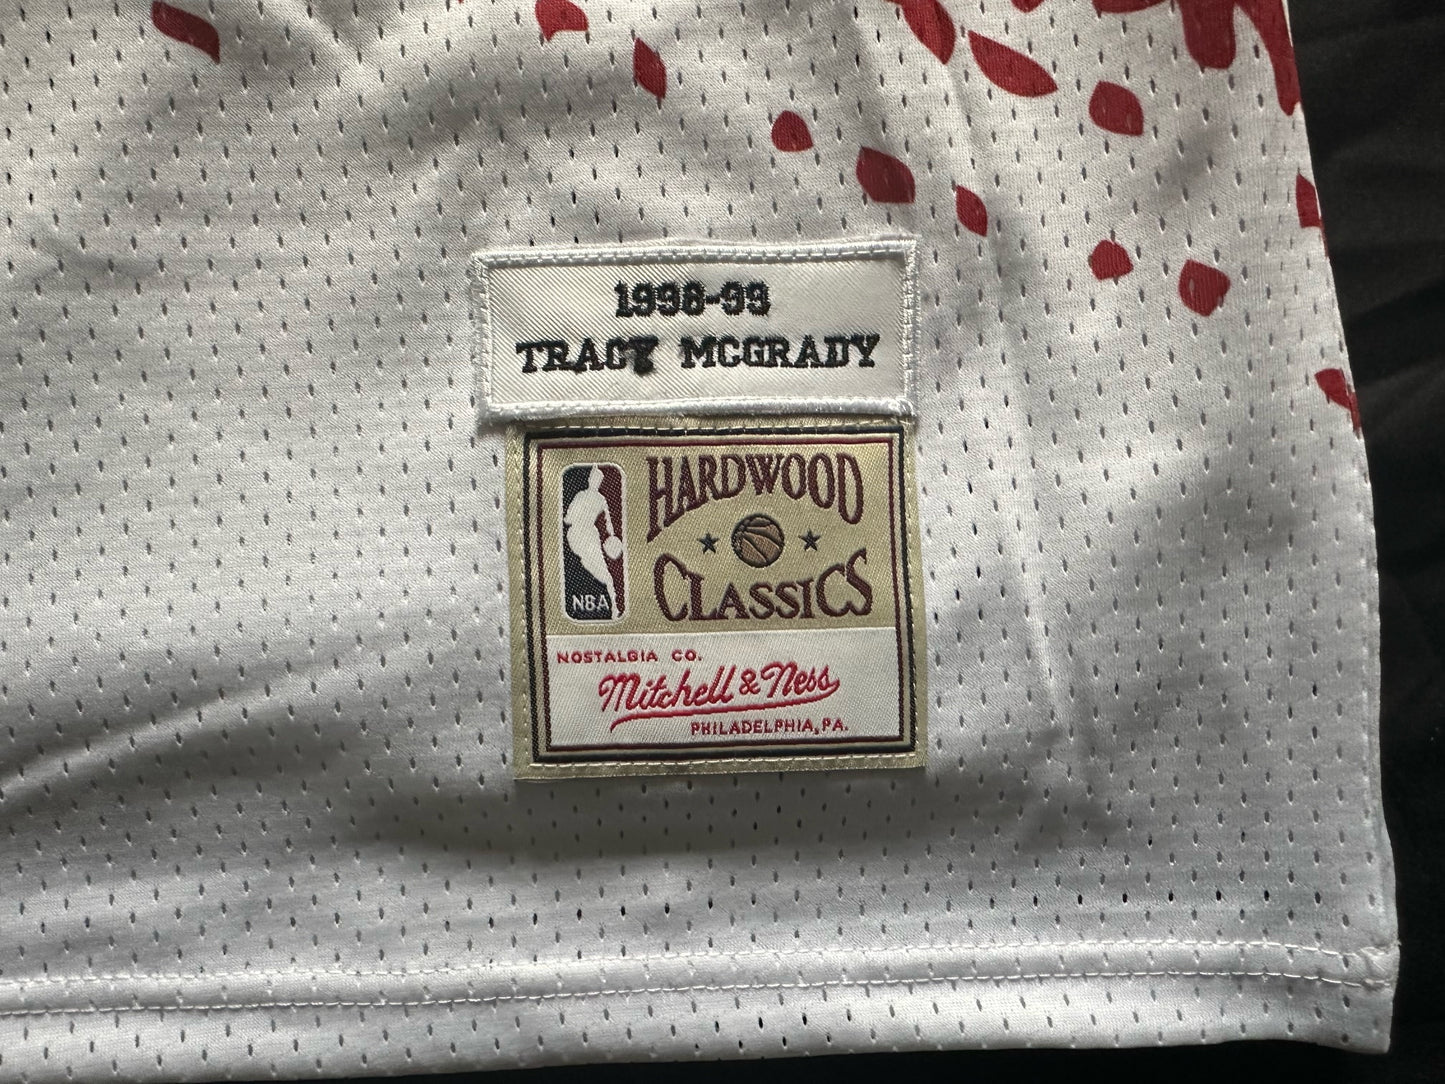 1998-99
TRACY MCGRADY
HARDWOOD
CLASSICS
NBA
NOSTALGIA CO.
Mitchell & Ness
PHILADELPHIA, PA.